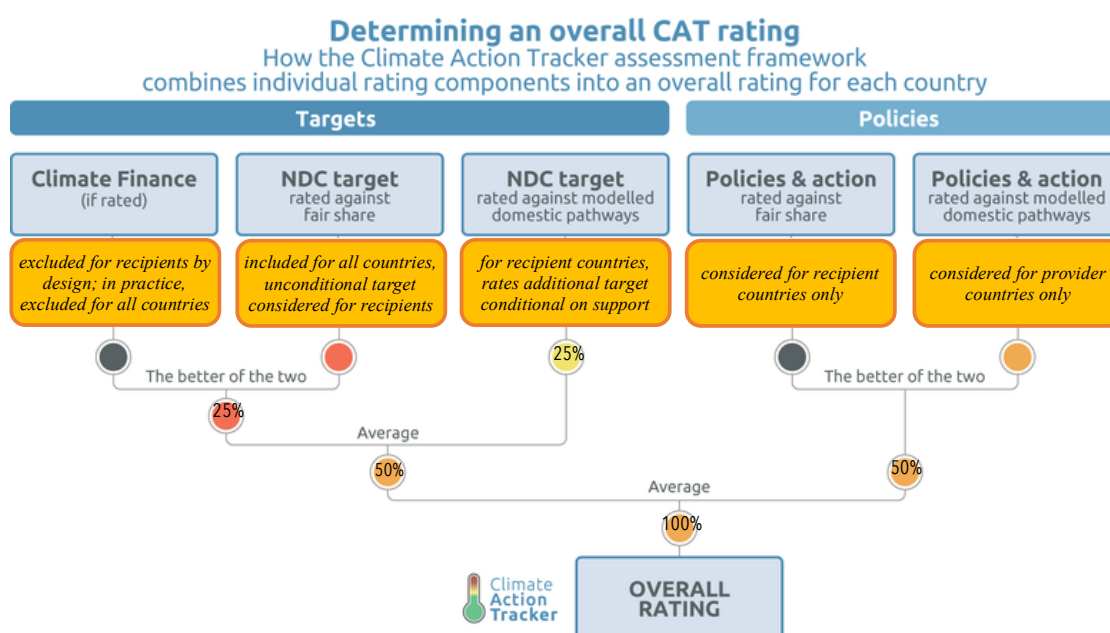 Determining an overall CAT rating
How the Climate Action Tracker assessment framework
combines individual rating components into an overall rating for each country
Targets
Policies
Climate Finance
(if rated)
NDC target
rated against
fair share
NDC target
rated against modelled
domestic pathways
Policies & action
rated against
fair share
Policies & action
rated against modelled
domestic pathways
excluded for recipients by
design; in practice,
excluded for all countries
included for all countries,
unconditional target
considered for recipients
for recipient countries,
rates additional target
conditional on support
considered for recipient
countries only
considered for provider
countries only
25%
The better of the two
The better of the two
25%
Average
50%
50%
Average
100%
Climate
Action
Tracker
OVERALL
RATING